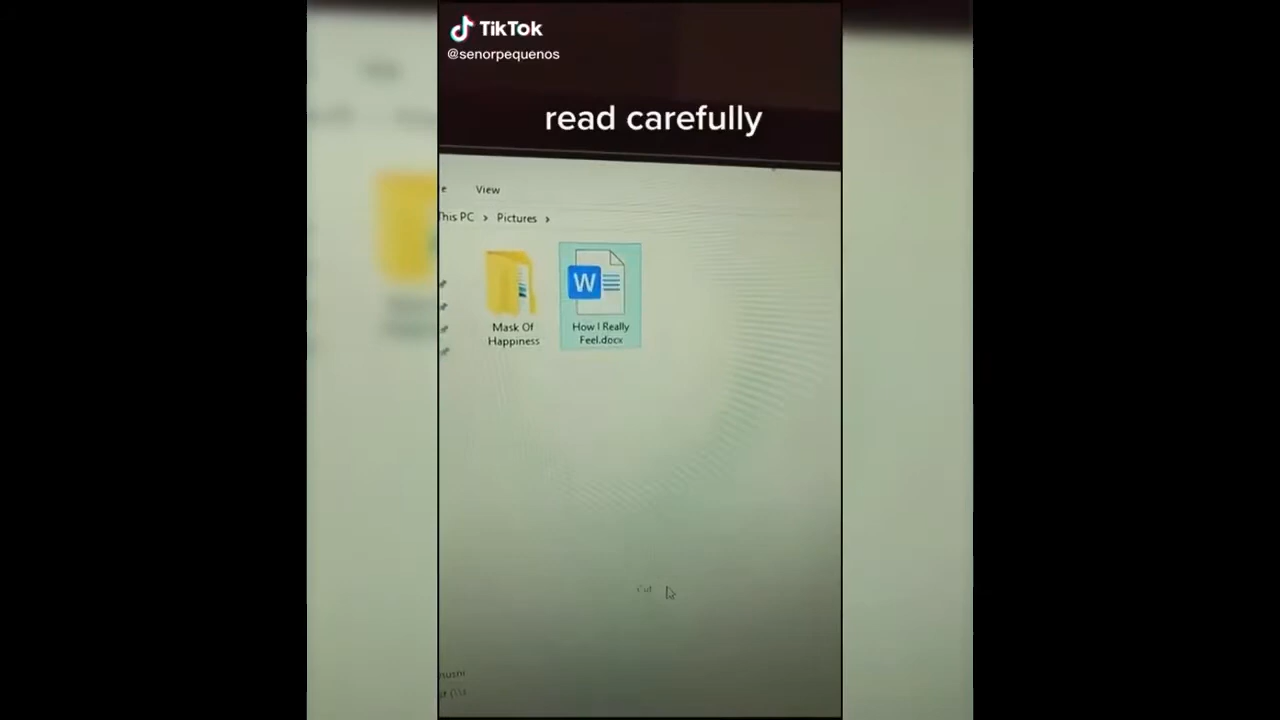 TikTok
@senorpequenos
read carefully
View
This PC > Pictures >
W
Mask Of
Happiness
How I Really
Feel.docx